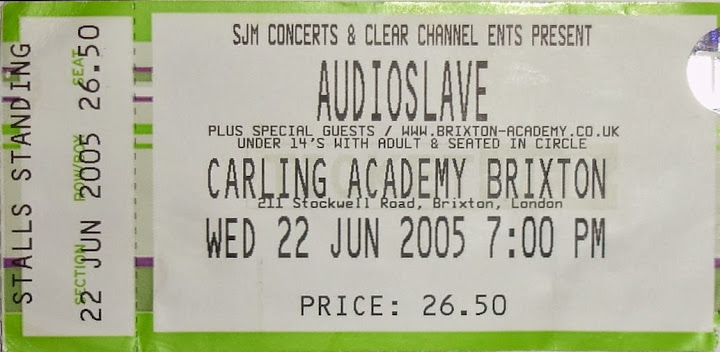 STALLS STANDING
SECTION ROW/BOX SEAT
22 JUN 2005 26.50
SJM CONCERTS & CLEAR CHANNEL ENTS PRESENT
AUDIOSLAVE
PLUS SPECIAL GUESTS / WWW.BRIXTON-ACADEMY.CO.UK
UNDER 14'S WITH ADULT & SEATED IN CIRCLE
CARLING ACADEMY BRIXTON
211 Stockwell Road, Brixton, London
WED 22 JUN 2005 7:00 PM
PRICE: 26.50